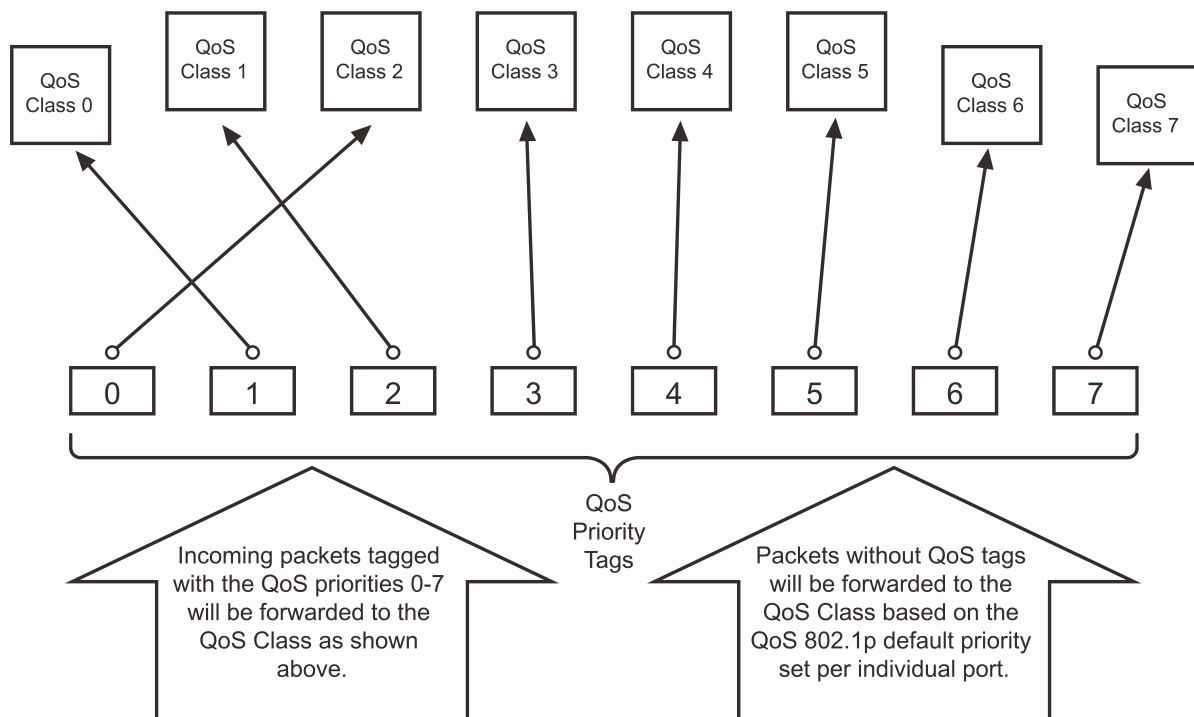 QoS
Class 0
QoS
Class 1
QoS
Class 2
QoS
Class 3
QoS
Class 4
QoS
Class 5
QoS
Class 6
QoS
Class 7
0
1
2
3
4
5
6
7
QoS
Priority
Tags
Incoming packets tagged
with the QoS priorities 0-7
will be forwarded to the
QoS Class as shown
above.
Packets without QoS tags
will be forwarded to the
QoS Class based on the
QoS 802.1p default priority
set per individual port.